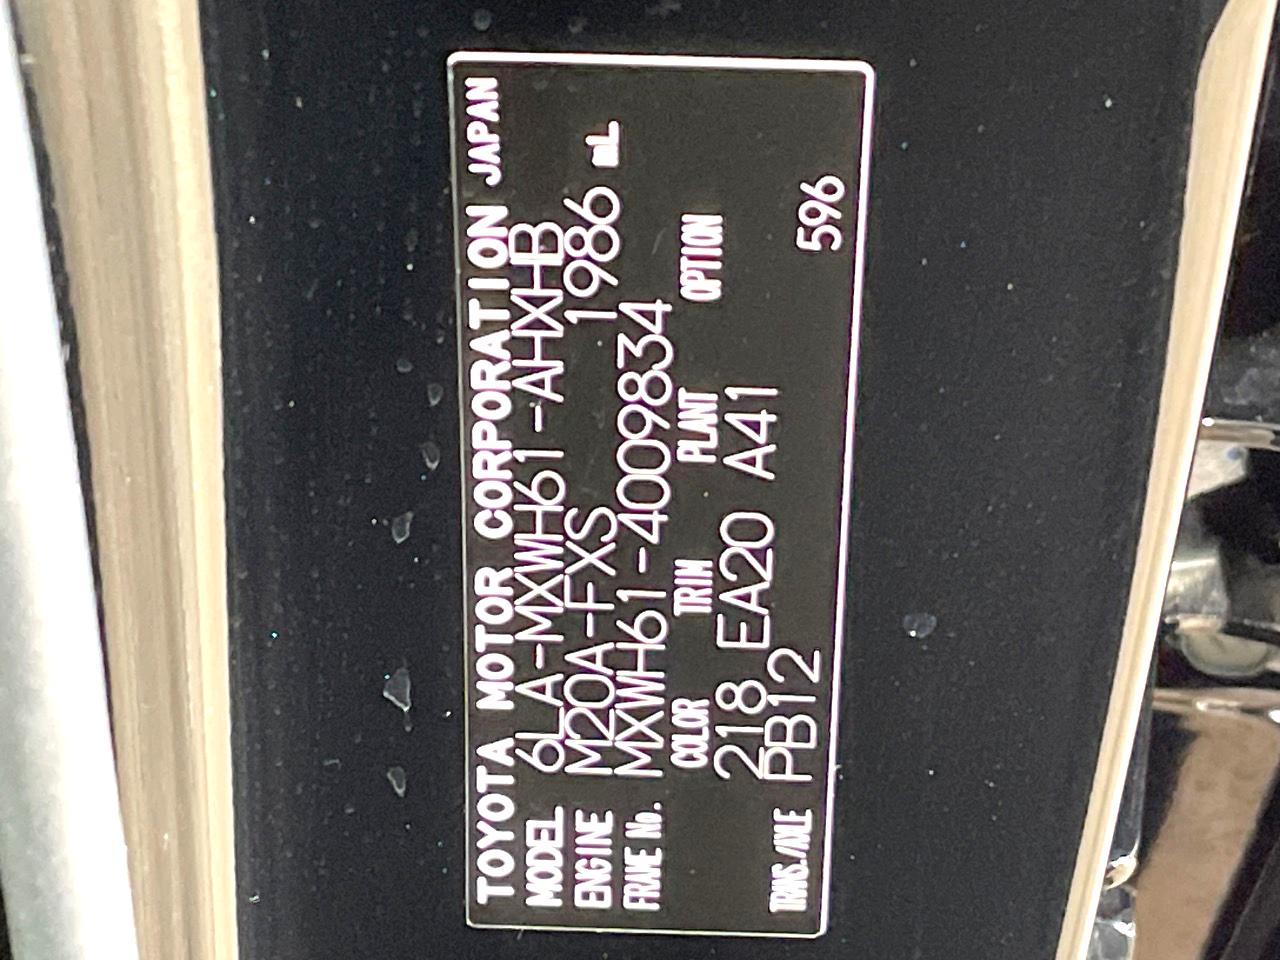 TOYOTA MOTOR CORPORATION JAPAN
MODEL 6LA-MXWH61-AHXHB
ENGINE M20A-FXS 1986 mL
FRAME No. MXWH61-4009834
COLOR TRIM PLANT OPTION
218 EA20 A41
TRANS./AXLE PB12 596